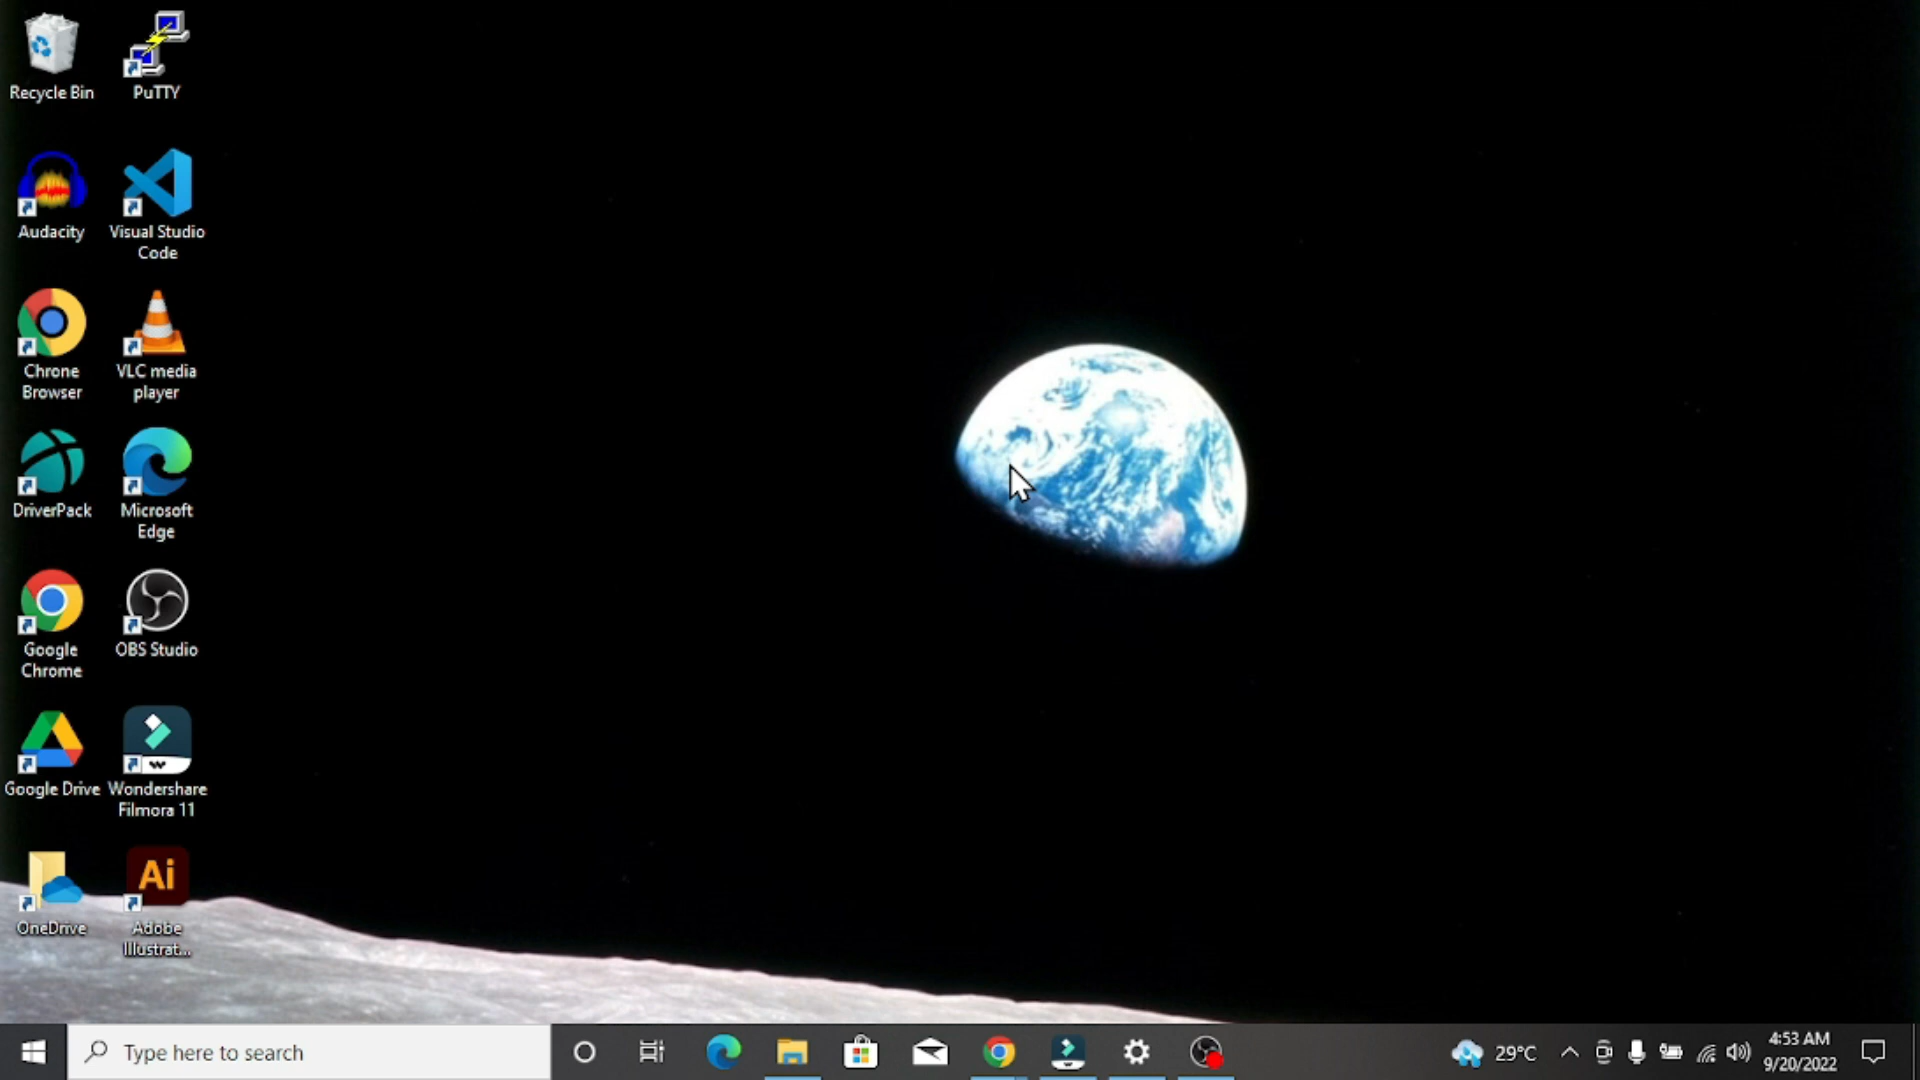 Recycle Bin
PuTTY
Audacity
Visual Studio
Code
Chrone
Browser
VLC media
player
DriverPack
Microsoft
Edge
Google
Chrome
OBS Studio
Google Drive
Wondershare
Filmora 11
OneDrive
Ai
Adobe
Illustrat...
Type here to search
29°C
4:53 AM
9/20/2022